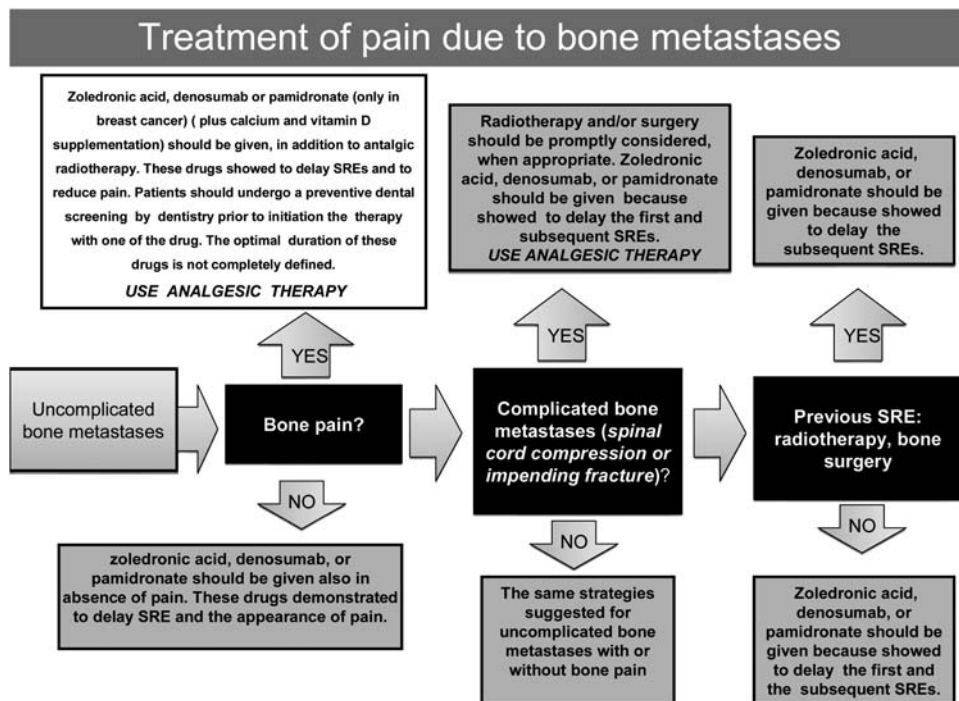 Treatment of pain due to bone metastases
Zoledronic acid, denosumab or pamidronate (only in
breast cancer) ( plus calcium and vitamin D
supplementation) should be given, in addition to antalgic
radiotherapy. These drugs showed to delay SREs and to
reduce pain. Patients should undergo a preventive dental
screening by dentistry prior to initiation the therapy
with one of the drug. The optimal duration of these
drugs is not completely defined.
USE ANALGESIC THERAPY
Radiotherapy and/or surgery
should be promptly considered,
when appropriate. Zoledronic
acid, denosumab, or pamidronate
should be given because
showed to delay the first and
subsequent SREs.
USE ANALGESIC THERAPY
Zoledronic acid,
denosumab, or
pamidronate should be
given because showed
to delay the
subsequent SREs.
YES
YES
YES
Uncomplicated
bone metastases
Bone pain?
Complicated bone
metastases (spinal
cord compression or
impending fracture)?
Previous SRE:
radiotherapy, bone
surgery
NO
NO
NO
zoledronic acid, denosumab, or
pamidronate should be given also in
absence of pain. These drugs demonstrated
to delay SRE and the appearance of pain.
The same strategies
suggested for
uncomplicated bone
metastases with or
without bone pain
Zoledronic acid,
denosumab, or
pamidronate should be
given because showed
to delay the first and
the subsequent SREs.